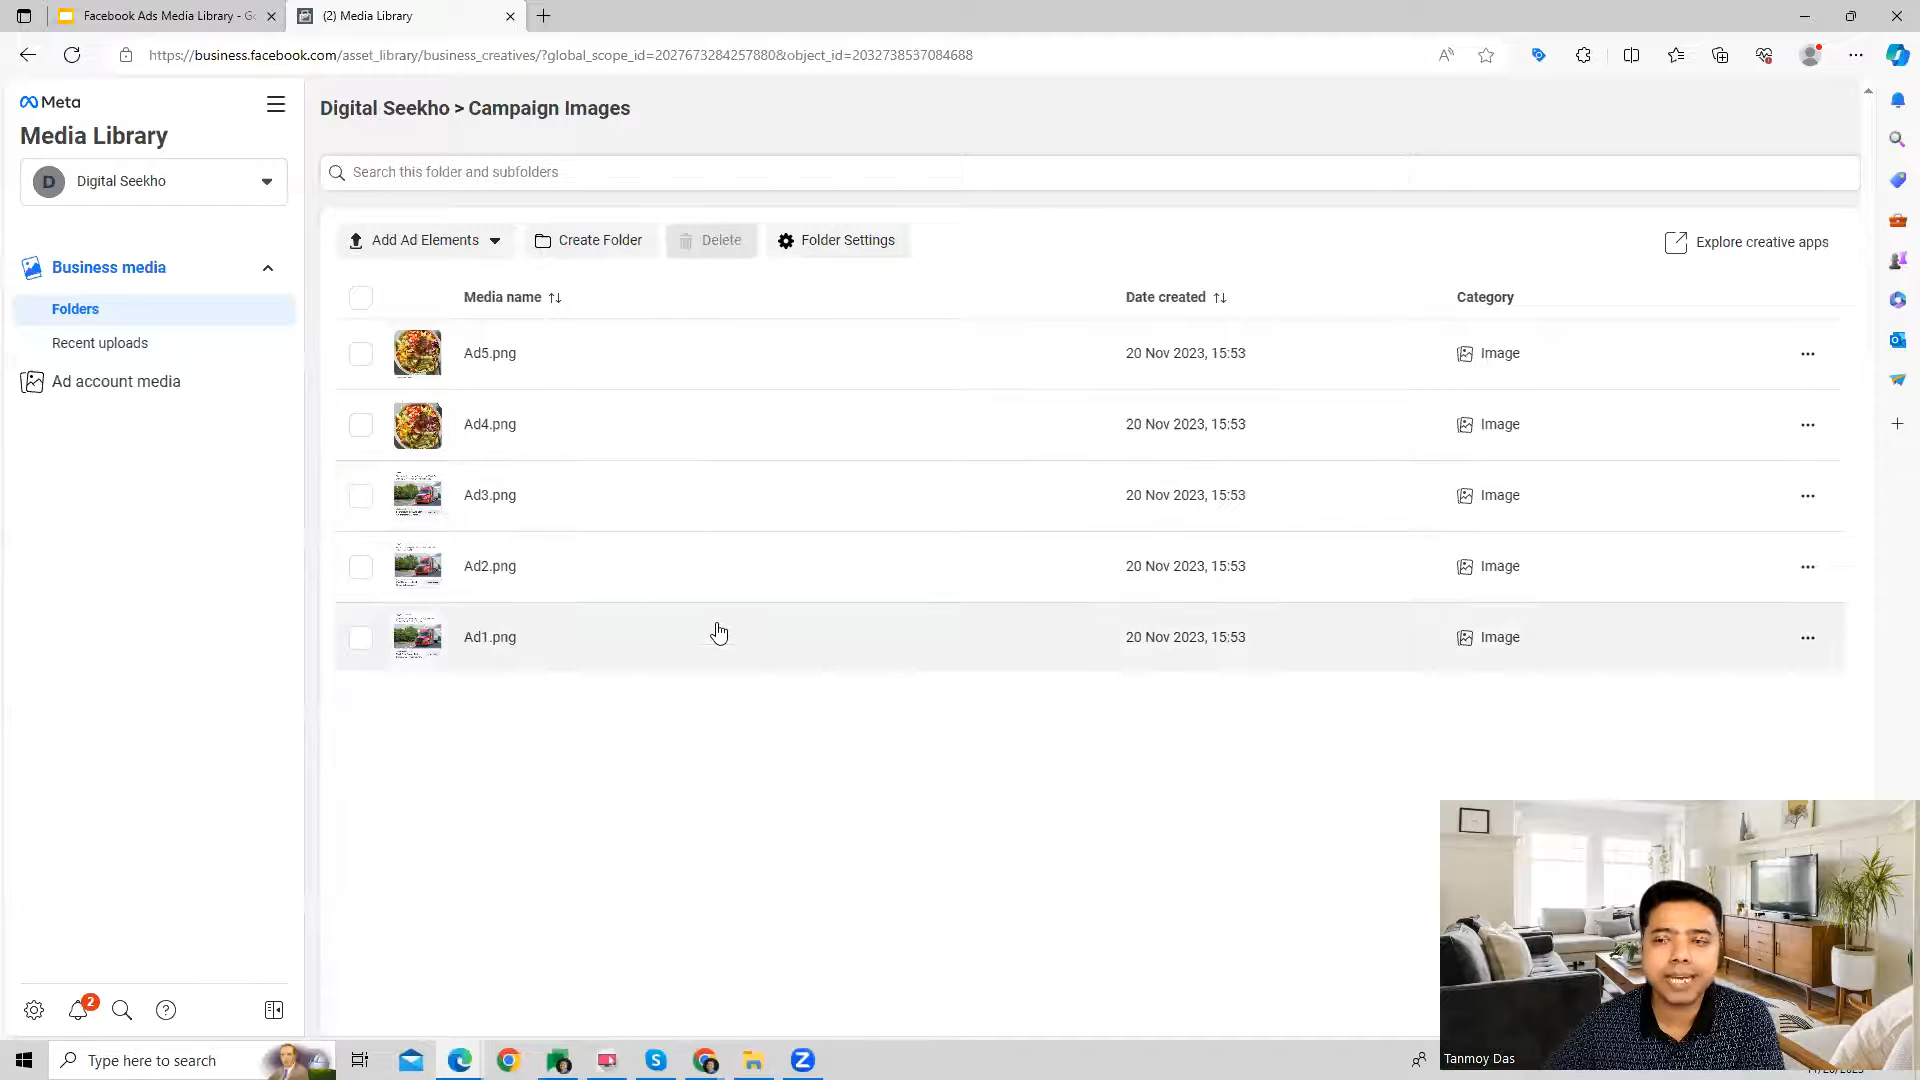 Facebook Ads Media Library - Go
(2) Media Library
https://business.facebook.com/asset_library/business_creatives/?global_scope_id=2027673284257880&object_id=2032738537084688
Meta
Media Library
D Digital Seekho
Business media
Folders
Recent uploads
Ad account media
2
Digital Seekho > Campaign Images
Search this folder and subfolders
Add Ad Elements Create Folder Delete Folder Settings Explore creative apps
Media name Date created Category
Ad5.png 20 Nov 2023, 15:53 Image
Ad4.png 20 Nov 2023, 15:53 Image
Ad3.png 20 Nov 2023, 15:53 Image
Ad2.png 20 Nov 2023, 15:53 Image
Ad1.png 20 Nov 2023, 15:53 Image
Tanmoy Das
Type here to search